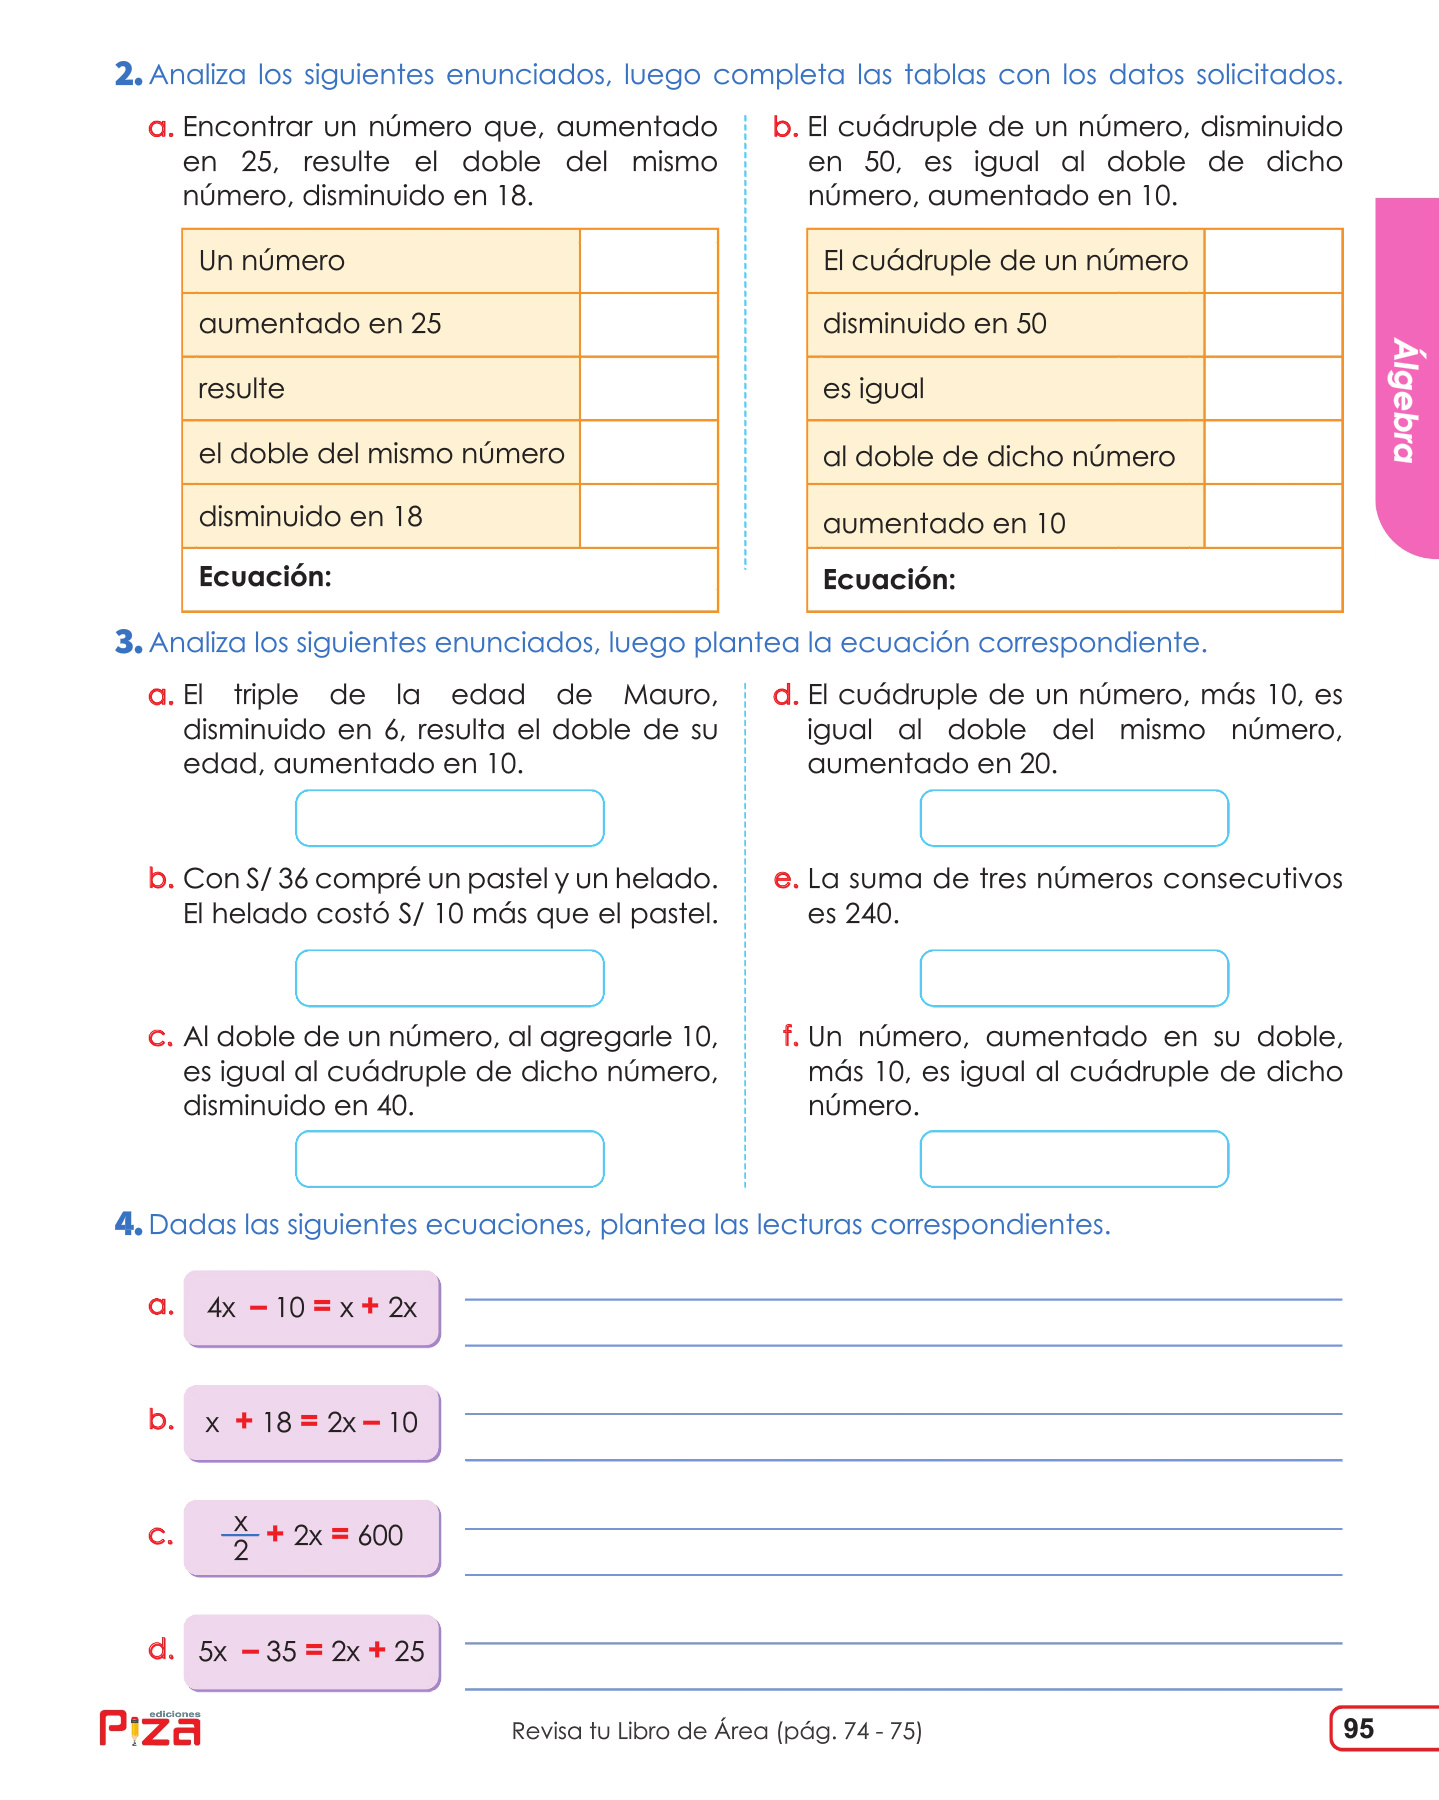 2. Analiza los siguientes enunciados, luego completa las tablas con los datos solicitados.
a. Encontrar un número que, aumentado
en 25, resulte el doble del mismo
número, disminuido en 18.
Un número
aumentado en 25
resulte
el doble del mismo número
disminuido en 18
Ecuación:
b. El cuádruple de un número, disminuido
en 50, es igual al doble de dicho
número, aumentado en 10.
El cuádruple de un número
disminuido en 50
es igual
al doble de dicho número
aumentado en 10
Ecuación:
Álgebra
3. Analiza los siguientes enunciados, luego plantea la ecuación correspondiente.
a. El triple de la edad de Mauro,
disminuido en 6, resulta el doble de su
edad, aumentado en 10.
b. Con S/ 36 compré un pastel y un helado.
El helado costó S/ 10 más que el pastel.
c. Al doble de un número, al agregarle 10,
es igual al cuádruple de dicho número,
disminuido en 40.
d. El cuádruple de un número, más 10, es
igual al doble del mismo número,
aumentado en 20.
e. La suma de tres números consecutivos
es 240.
f. Un número, aumentado en su doble,
más 10, es igual al cuádruple de dicho
número.
4. Dadas las siguientes ecuaciones, plantea las lecturas correspondientes.
a. 4x – 10 = x + 2x
b. x + 18 = 2x – 10
c. x/2 + 2x = 600
d. 5x – 35 = 2x + 25
ediciones
Piza
Revisa tu Libro de Área (pág. 74 - 75)
95